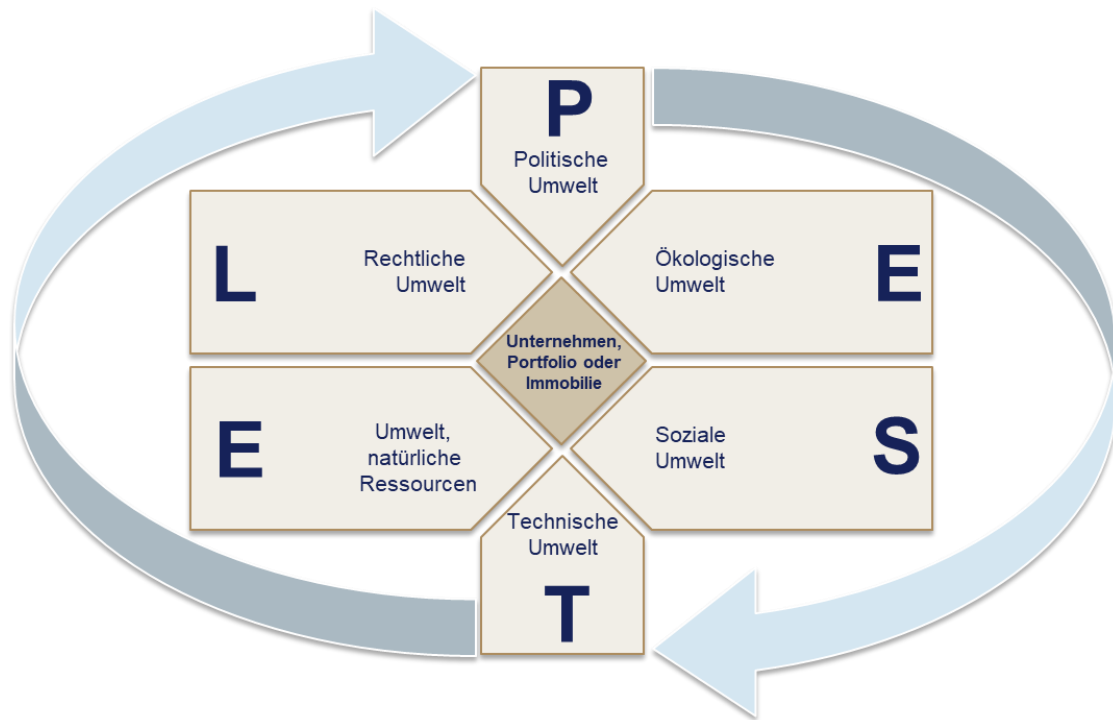 P
Politische
Umwelt
L
Rechtliche
Umwelt
Ökologische
Umwelt
E
Unternehmen,
Portfolio oder
Immobilie
E
Umwelt,
natürliche
Ressourcen
Soziale
Umwelt
S
Technische
Umwelt
T